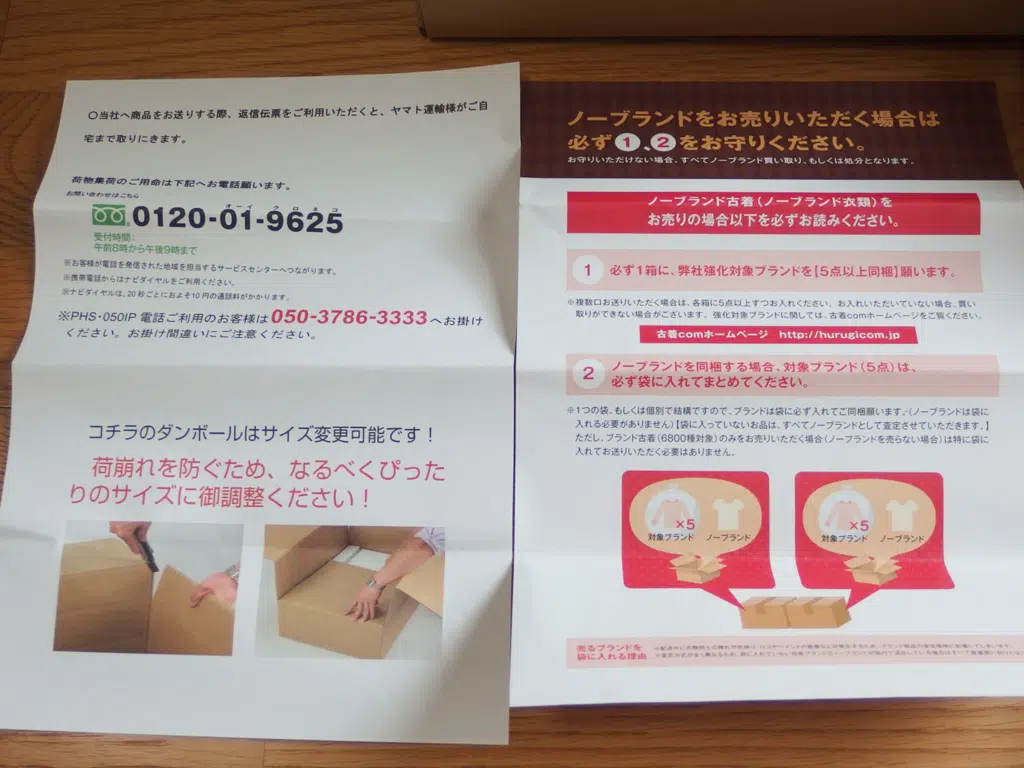 ○当社へ商品をお送りする際、返信伝票をご利用いただくと、ヤマト運輸様がご自
宅まで取りにきます。
荷物集荷のご用命は下記へお電話願います。
お問い合わせはこちら
オーイ クロネコ
0120-01-9625
受付時間:
午前8時から午後9時まで
※お客様が電話を発信された地域を担当するサービスセンターへつながります。
※携帯電話からはナビダイヤルをご利用ください。
※ナビダイヤルは、20秒ごとにおよそ10円の通話料がかかります。
※PHS・050IP電話ご利用のお客様は050-3786-3333へお掛け
ください。お掛け間違いにご注意ください。
コチラのダンボールはサイズ変更可能です！
荷崩れを防ぐため、なるべくぴった
りのサイズに御調整ください！
ノーブランドをお売りいただく場合は
必ず1、2をお守りください。
お守りいただけない場合、すべてノーブランド買い取り、もしくは処分となります。
ノーブランド古着（ノーブランド衣類）を
お売りの場合以下を必ずお読みください。
1 必ず1箱に、弊社強化対象ブランドを【5点以上同梱】願います。
※複数口お送りいただく場合は、各箱に5点以上ずつお入れください。お入れいただいていない場合、買い
取りができない場合がございます。強化対象ブランドに関しては、古着comホームページをご覧ください。
古着comホームページ http://hurugicom.jp
2 ノーブランドを同梱する場合、対象ブランド（5点）は、
必ず袋に入れてまとめてください。
※1つの袋、もしくは個別で結構ですので、ブランドは袋に必ず入れてご同梱願います。（ノーブランドは袋に
入れる必要がありません）【袋に入っていないお品は、すべてノーブランドとして査定させていただきます。】
ただし、ブランド古着（6800種対象）のみをお売りいただく場合（ノーブランドを売らない場合）は特に袋に
入れてお送りいただく必要はありません。
×5
対象ブランド ノーブランド
×5
対象ブランド ノーブランド
売るブランドを
袋に入れる理由